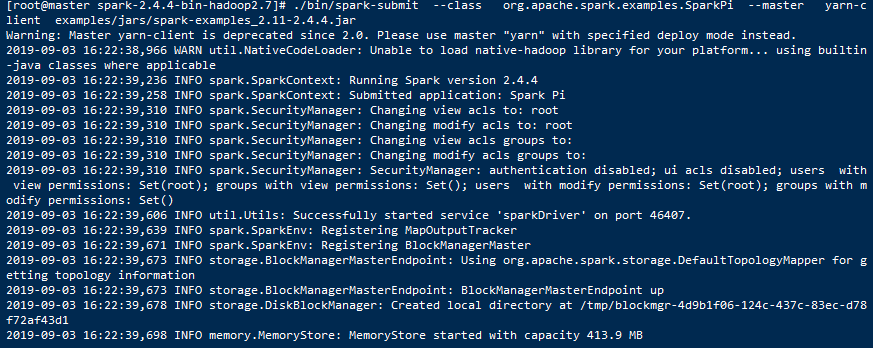 [root@master spark-2.4.4-bin-hadoop2.7]# ./bin/spark-submit --class org.apache.spark.examples.SparkPi --master yarn-c
lient examples/jars/spark-examples_2.11-2.4.4.jar
Warning: Master yarn-client is deprecated since 2.0. Please use master "yarn" with specified deploy mode instead.
2019-09-03 16:22:38,966 WARN util.NativeCodeLoader: Unable to load native-hadoop library for your platform... using builtin
-java classes where applicable
2019-09-03 16:22:39,236 INFO spark.SparkContext: Running Spark version 2.4.4
2019-09-03 16:22:39,258 INFO spark.SparkContext: Submitted application: Spark Pi
2019-09-03 16:22:39,310 INFO spark.SecurityManager: Changing view acls to: root
2019-09-03 16:22:39,310 INFO spark.SecurityManager: Changing modify acls to: root
2019-09-03 16:22:39,310 INFO spark.SecurityManager: Changing view acls groups to:
2019-09-03 16:22:39,310 INFO spark.SecurityManager: Changing modify acls groups to:
2019-09-03 16:22:39,310 INFO spark.SecurityManager: SecurityManager: authentication disabled; ui acls disabled; users  with
 view permissions: Set(root); groups with view permissions: Set(); users  with modify permissions: Set(root); groups with m
odify permissions: Set()
2019-09-03 16:22:39,606 INFO util.Utils: Successfully started service 'sparkDriver' on port 46407.
2019-09-03 16:22:39,639 INFO spark.SparkEnv: Registering MapOutputTracker
2019-09-03 16:22:39,671 INFO spark.SparkEnv: Registering BlockManagerMaster
2019-09-03 16:22:39,673 INFO storage.BlockManagerMasterEndpoint: Using org.apache.spark.storage.DefaultTopologyMapper for g
etting topology information
2019-09-03 16:22:39,673 INFO storage.BlockManagerMasterEndpoint: BlockManagerMasterEndpoint up
2019-09-03 16:22:39,678 INFO storage.DiskBlockManager: Created local directory at /tmp/blockmgr-4d9b1f06-124c-437c-83ec-d78
f72af43d1
2019-09-03 16:22:39,698 INFO memory.MemoryStore: MemoryStore started with capacity 413.9 MB